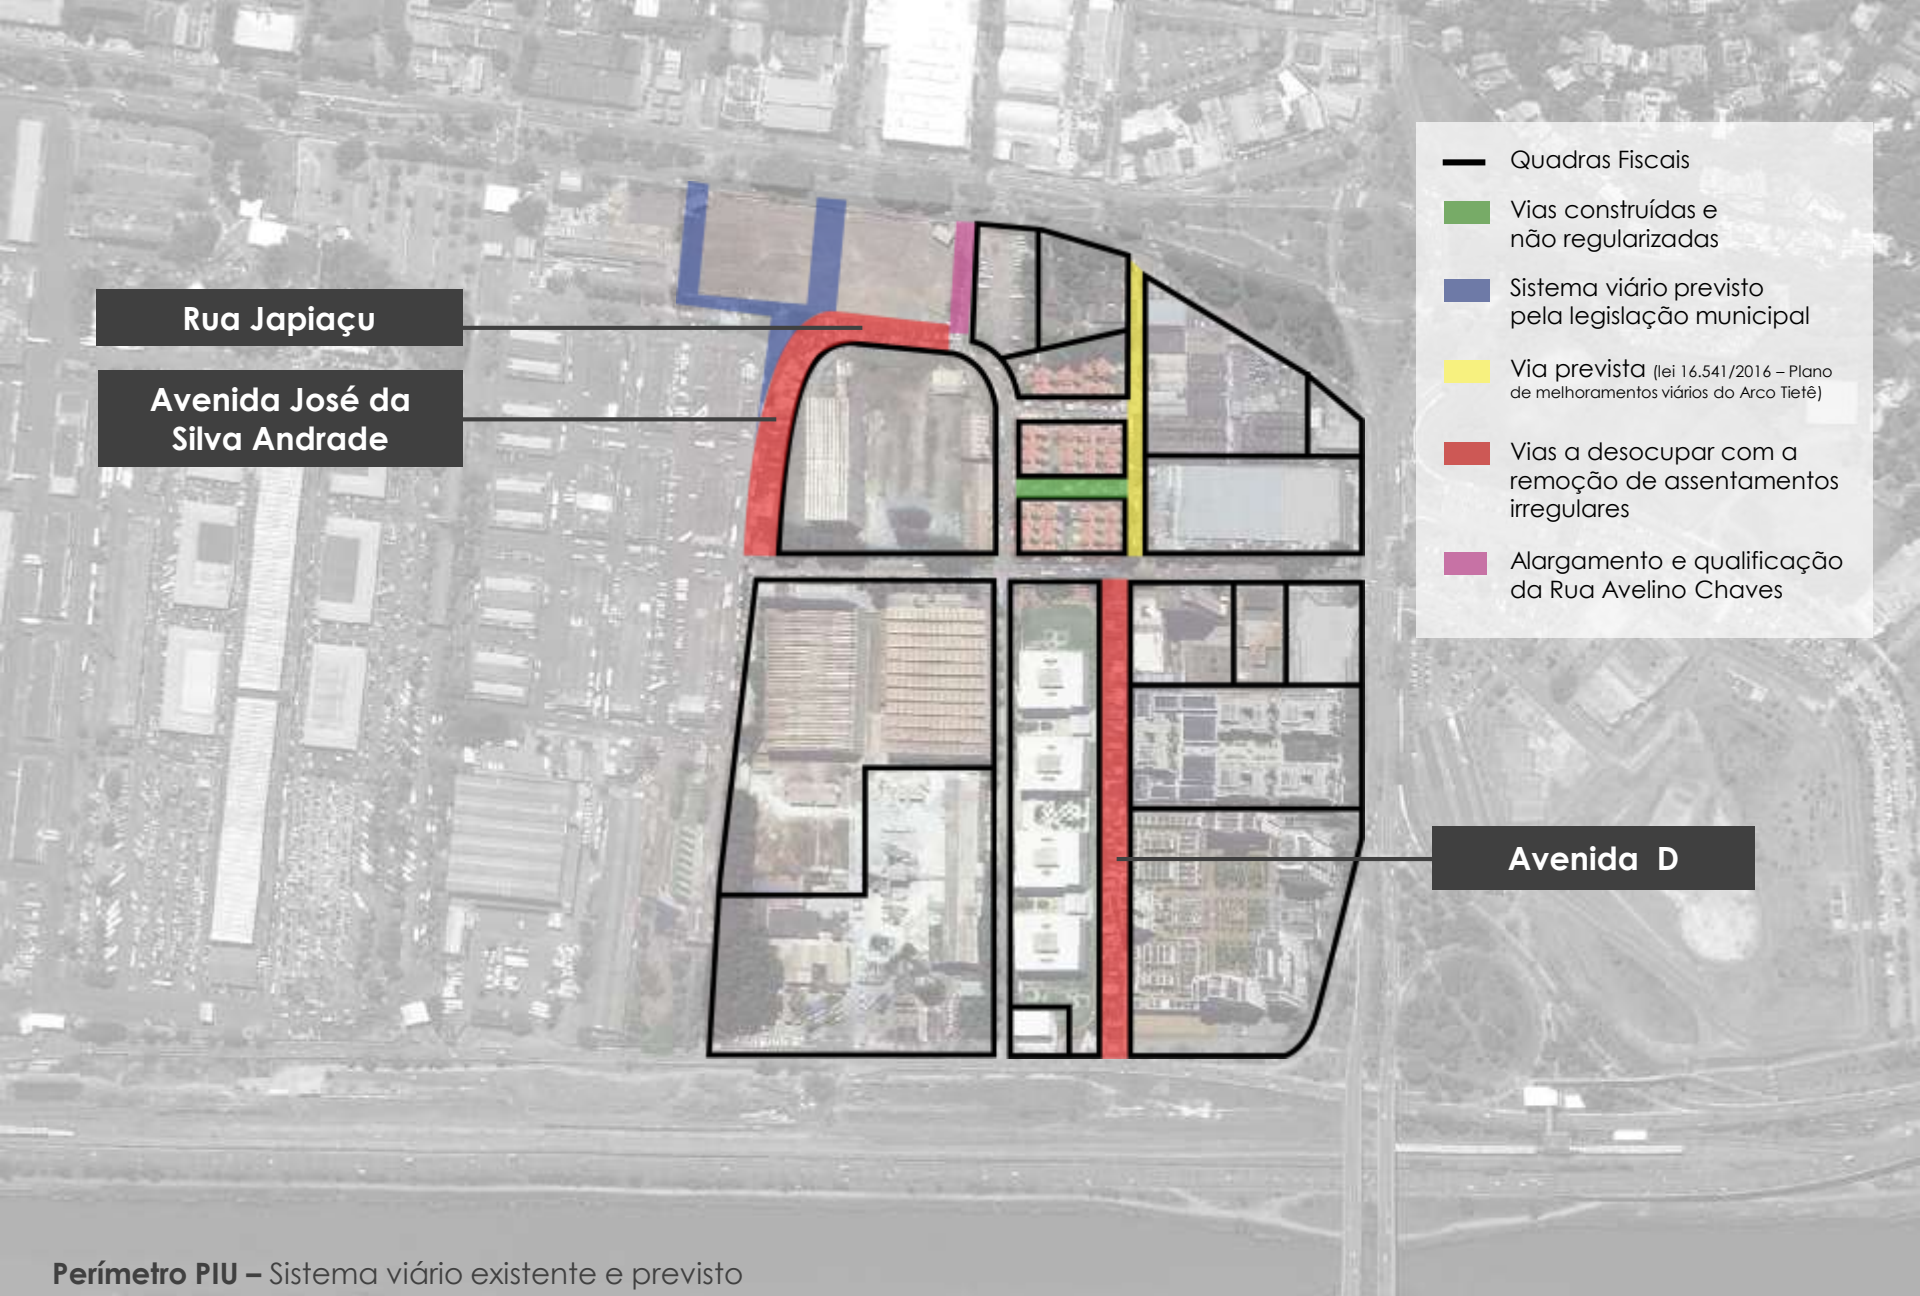 Quadras Fiscais
Vias construídas e
não regularizadas
Sistema viário previsto
pela legislação municipal
Via prevista (lei 16.541/2016 – Plano
de melhoramentos viários do Arco Tietê)
Vias a desocupar com a
remoção de assentamentos
irregulares
Alargamento e qualificação
da Rua Avelino Chaves
Rua Japiaçu
Avenida José da
Silva Andrade
Avenida D
Perímetro PIU – Sistema viário existente e previsto